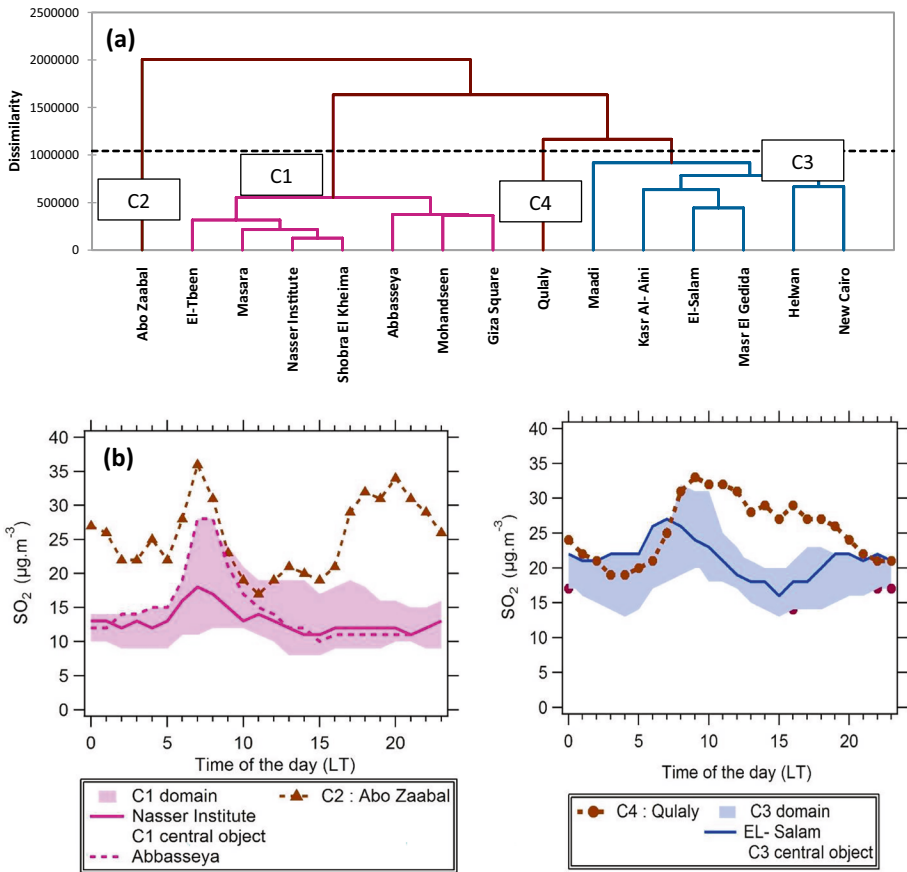 (a)
2500000
2000000
1500000
1000000
500000
0
Dissimilarity
C2
C1
C4
C3
Abo Zaabal
El-Tbeen
Masara
Nasser Institute
Shobra El Kheima
Abbasseya
Mohandseen
Giza Square
Qulaly
Maadi
Kasr Al- Aini
El-Salam
Masr El Gedida
Helwan
New Cairo
(b)
40
35
30
25
20
15
10
5
0
SO2 (µg.m-3)
0 5 10 15 20
Time of the day (LT)
C1 domain
C2 : Abo Zaabal
Nasser Institute
C1 central object
Abbasseya
40
35
30
25
20
15
10
5
0
SO2 (µg.m-3)
0 5 10 15 20
Time of the day (LT)
C4 : Qulaly
C3 domain
EL- Salam
C3 central object